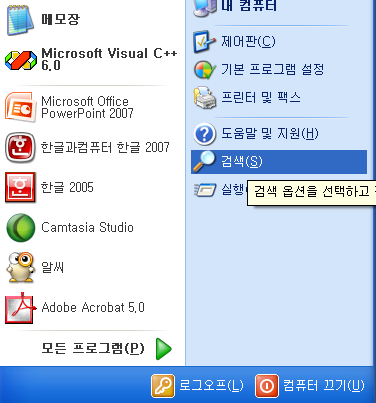 메모장
Microsoft Visual C++
6.0
Microsoft Office
PowerPoint 2007
한글과컴퓨터 한글 2007
한글 2005
Camtasia Studio
알씨
Adobe Acrobat 5.0
모든 프로그램(P)
내 컴퓨터
제어판(C)
기본 프로그램 설정
프린터 및 팩스
도움말 및 지원(H)
검색(S)
실행
검색 옵션을 선택하고
로그오프(L)
컴퓨터 끄기(U)